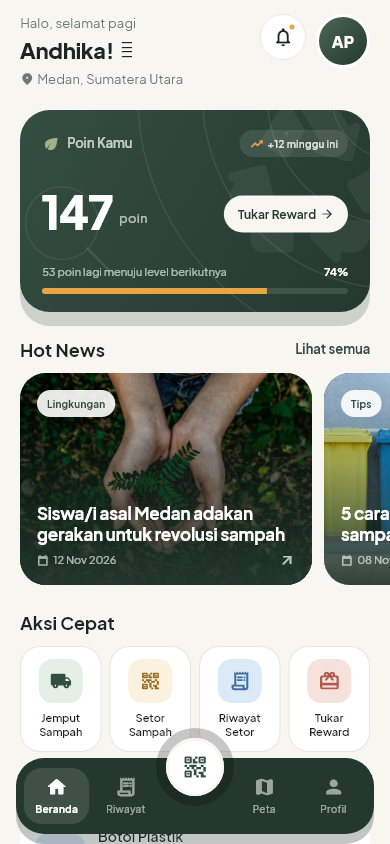 Halo, selamat pagi
Andhika!
AP
Medan, Sumatera Utara
Poin Kamu
+12 minggu ini
147 poin
Tukar Reward →
53 poin lagi menuju level berikutnya
74%
Hot News
Lihat semua
Lingkungan
Siswa/i asal Medan adakan
gerakan untuk revolusi sampah
12 Nov 2026
Tips
5 cara
08 Nov
Aksi Cepat
Jemput
Sampah
Setor
Sampah
Riwayat
Setor
Tukar
Reward
Beranda
Riwayat
Peta
Profil
Botol Plastik